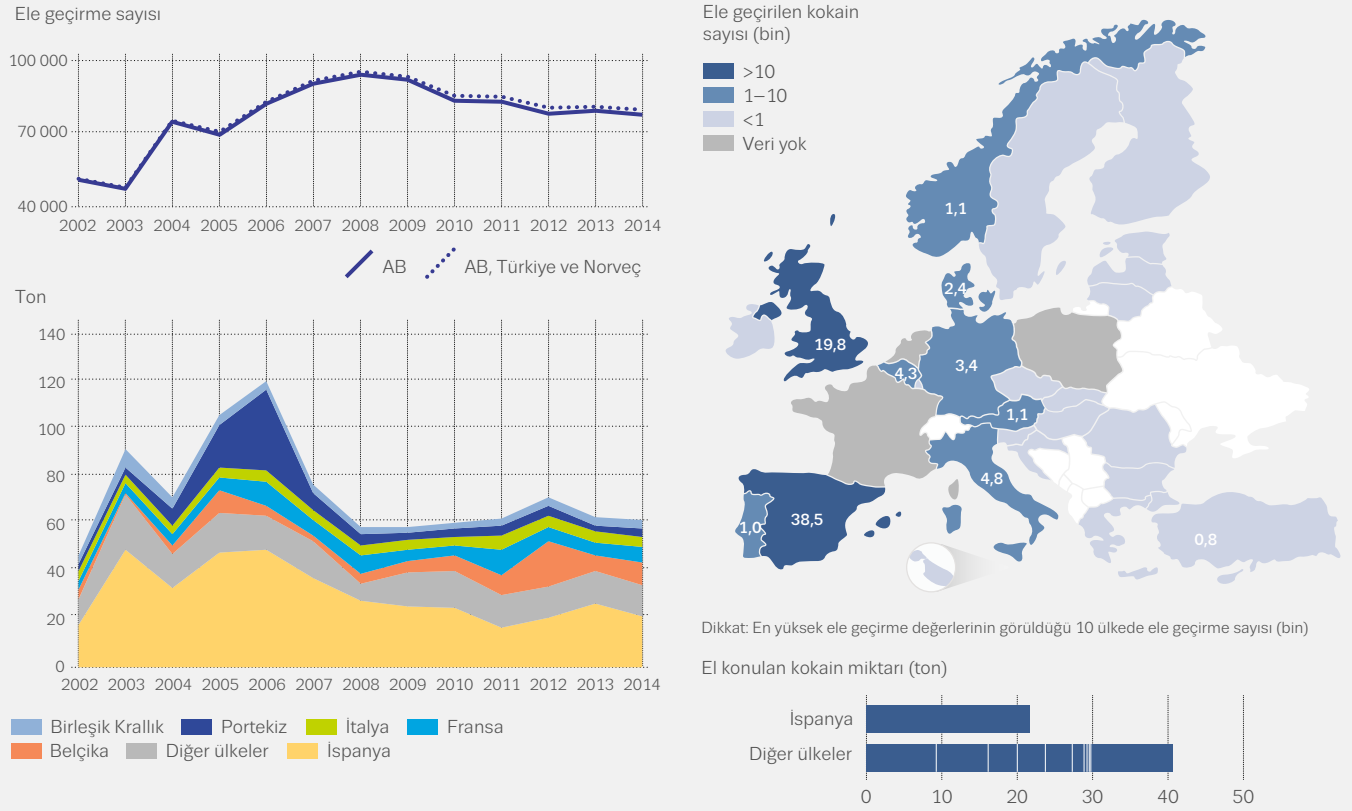 Ele geçirme sayısı
100 000
70 000
40 000
2002 2003 2004 2005 2006 2007 2008 2009 2010 2011 2012 2013 2014
AB
AB, Türkiye ve Norveç
Ton
140
120
100
80
60
40
20
0
2002 2003 2004 2005 2006 2007 2008 2009 2010 2011 2012 2013 2014
Birleşik Krallık Portekiz İtalya Fransa
Belçika Diğer ülkeler İspanya
Ele geçirilen kokain
sayısı (bin)
>10
1–10
<1
Veri yok
1,1
2,4
19,8
3,4
4,3
1,1
4,8
1,0
38,5
0,8
Dikkat: En yüksek ele geçirme değerlerinin görüldüğü 10 ülkede ele geçirme sayısı (bin)
El konulan kokain miktarı (ton)
İspanya
Diğer ülkeler
0 10 20 30 40 50